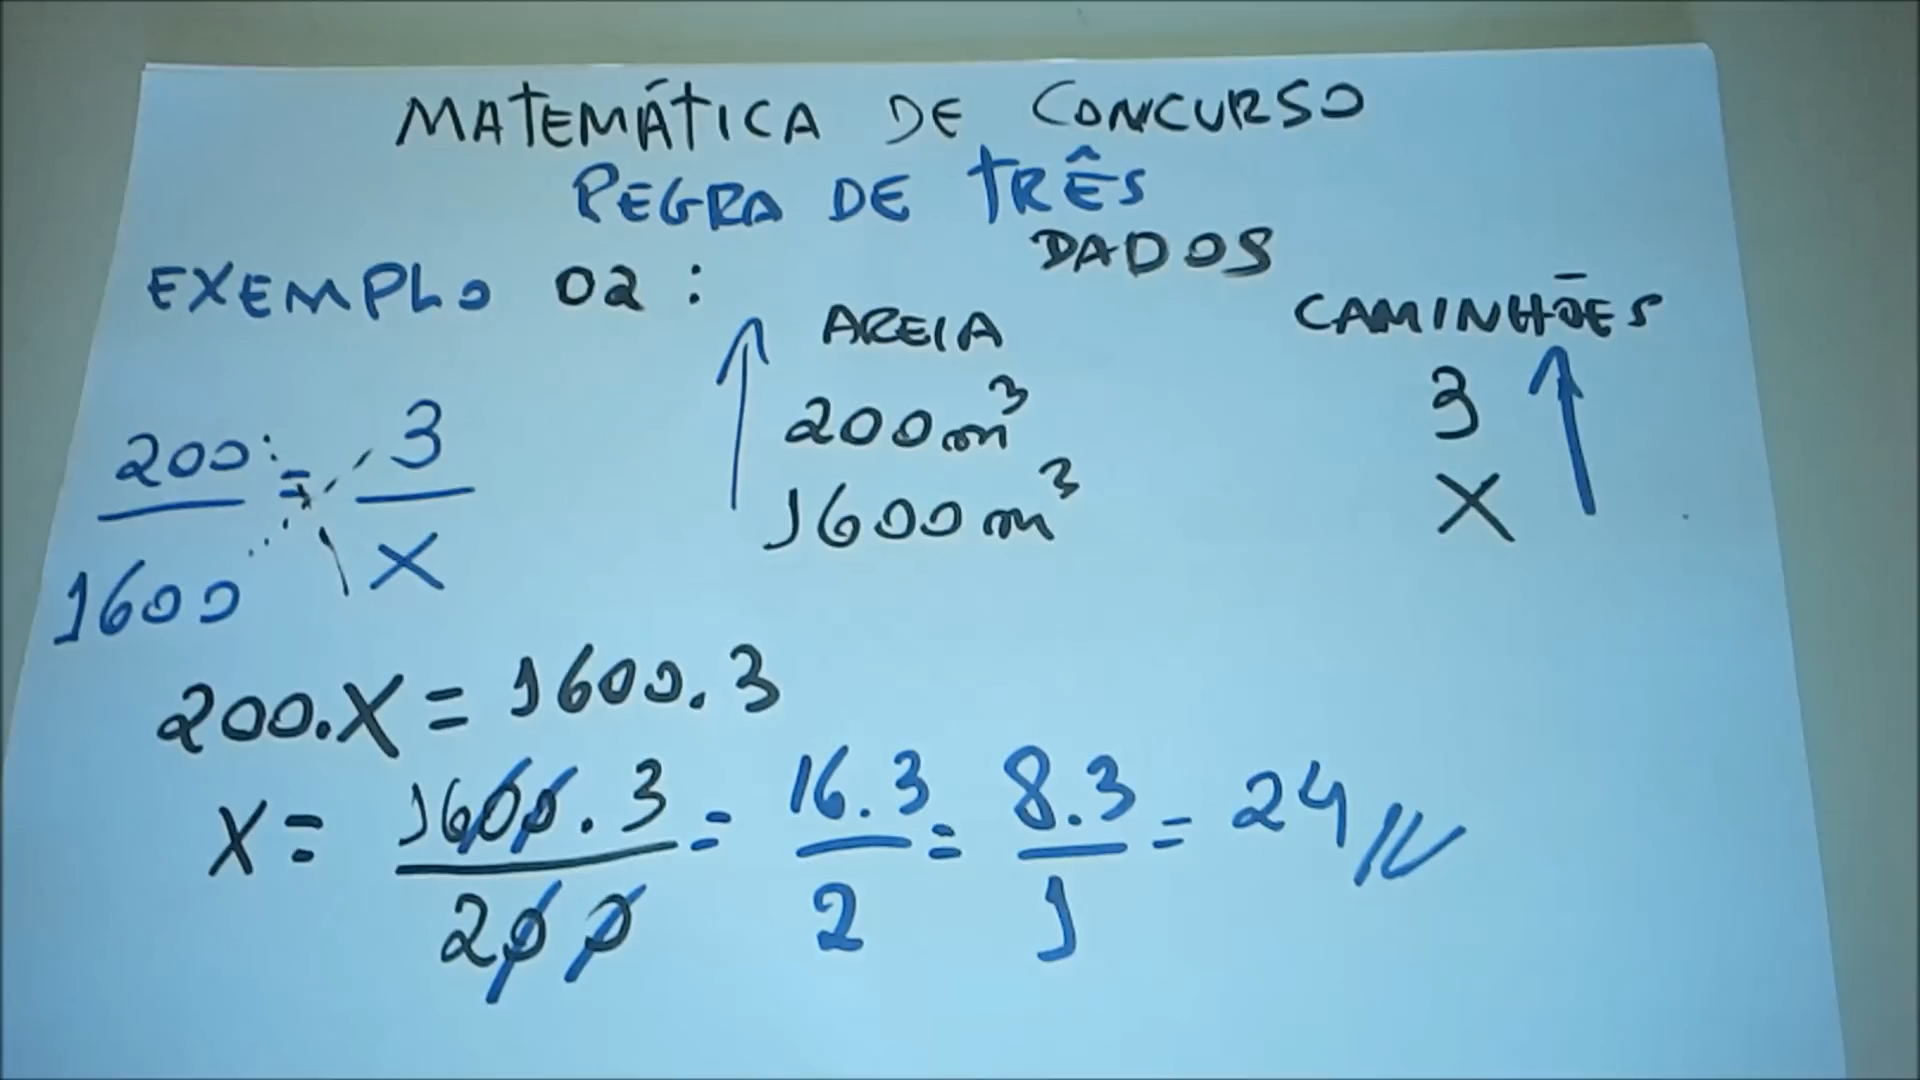 MATEMÁTICA DE CONCURSO
REGRA DE TRÊS
DADOS
EXEMPLO 02:
AREIA CAMINHÕES
200m³ 3
1600m³ X
200 = 3
1600 X
200.X = 1600.3
X = 1600.3 = 16.3 = 8.3 = 24//
200 2 1